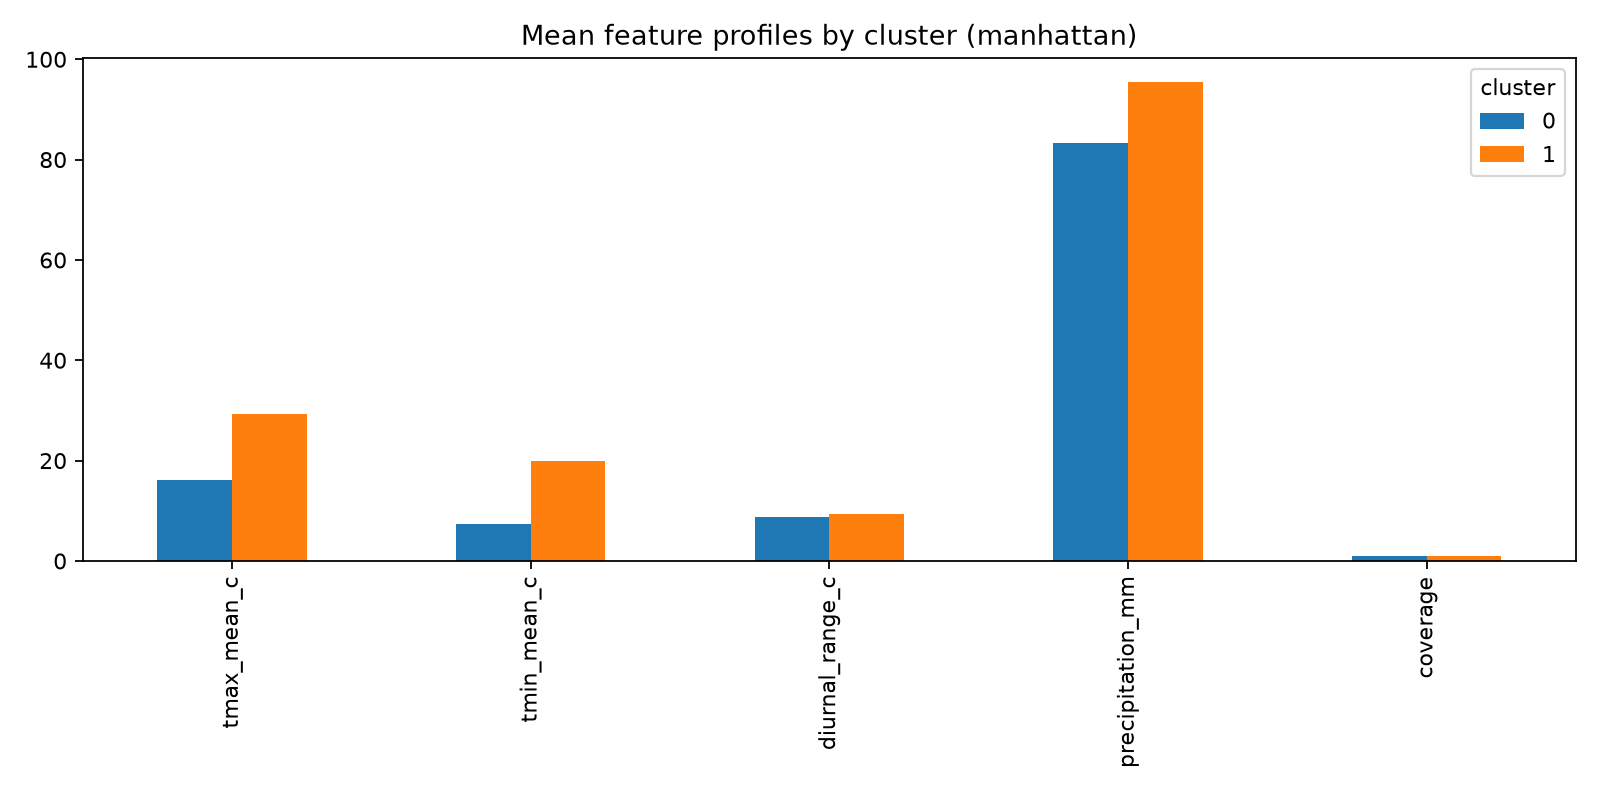 Mean feature profiles by cluster (manhattan)
100
80
60
40
20
0
cluster
0
1
tmax_mean_c
tmin_mean_c
diurnal_range_c
precipitation_mm
coverage